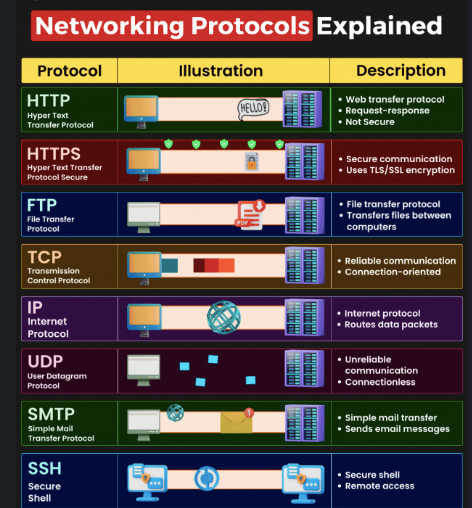 Networking Protocols Explained
Protocol Illustration Description
HTTP
Hyper Text
Transfer Protocol
HELLO!
• Web transfer protocol
• Request-response
• Not Secure
HTTPS
Hyper Text Transfer
Protocol Secure
• Secure communication
• Uses TLS/SSL encryption
FTP
File Transfer
Protocol
PDF
• File transfer protocol
• Transfers files between
computers
TCP
Transmission
Control Protocol
• Reliable communication
• Connection-oriented
IP
Internet
Protocol
• Internet protocol
• Routes data packets
UDP
User Datagram
Protocol
• Unreliable
communication
• Connectionless
SMTP
Simple Mail
Transfer Protocol
1
• Simple mail transfer
• Sends email messages
SSH
Secure
Shell
• Secure shell
• Remote access